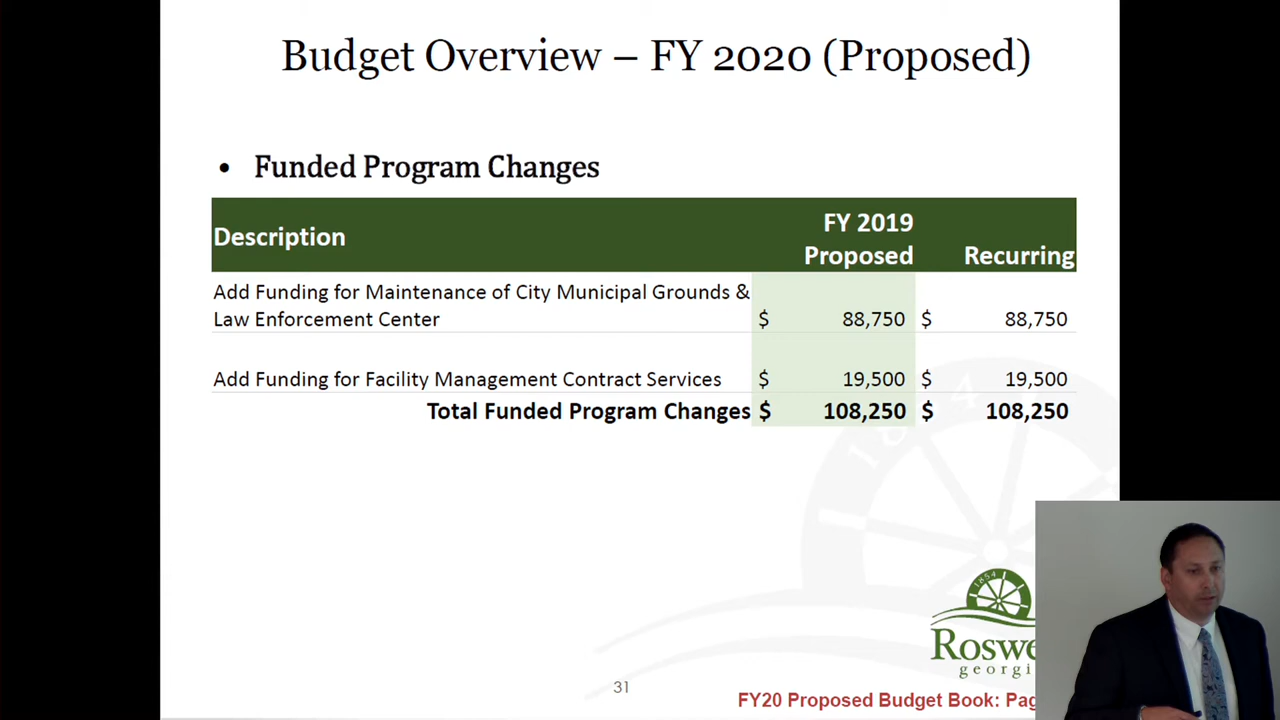 Budget Overview – FY 2020 (Proposed)
• Funded Program Changes
Description
FY 2019
Proposed
Recurring
Add Funding for Maintenance of City Municipal Grounds &
Law Enforcement Center $ 88,750 $ 88,750
Add Funding for Facility Management Contract Services $ 19,500 $ 19,500
Total Funded Program Changes $ 108,250 $ 108,250
1854
31
FY20 Proposed Budget Book: